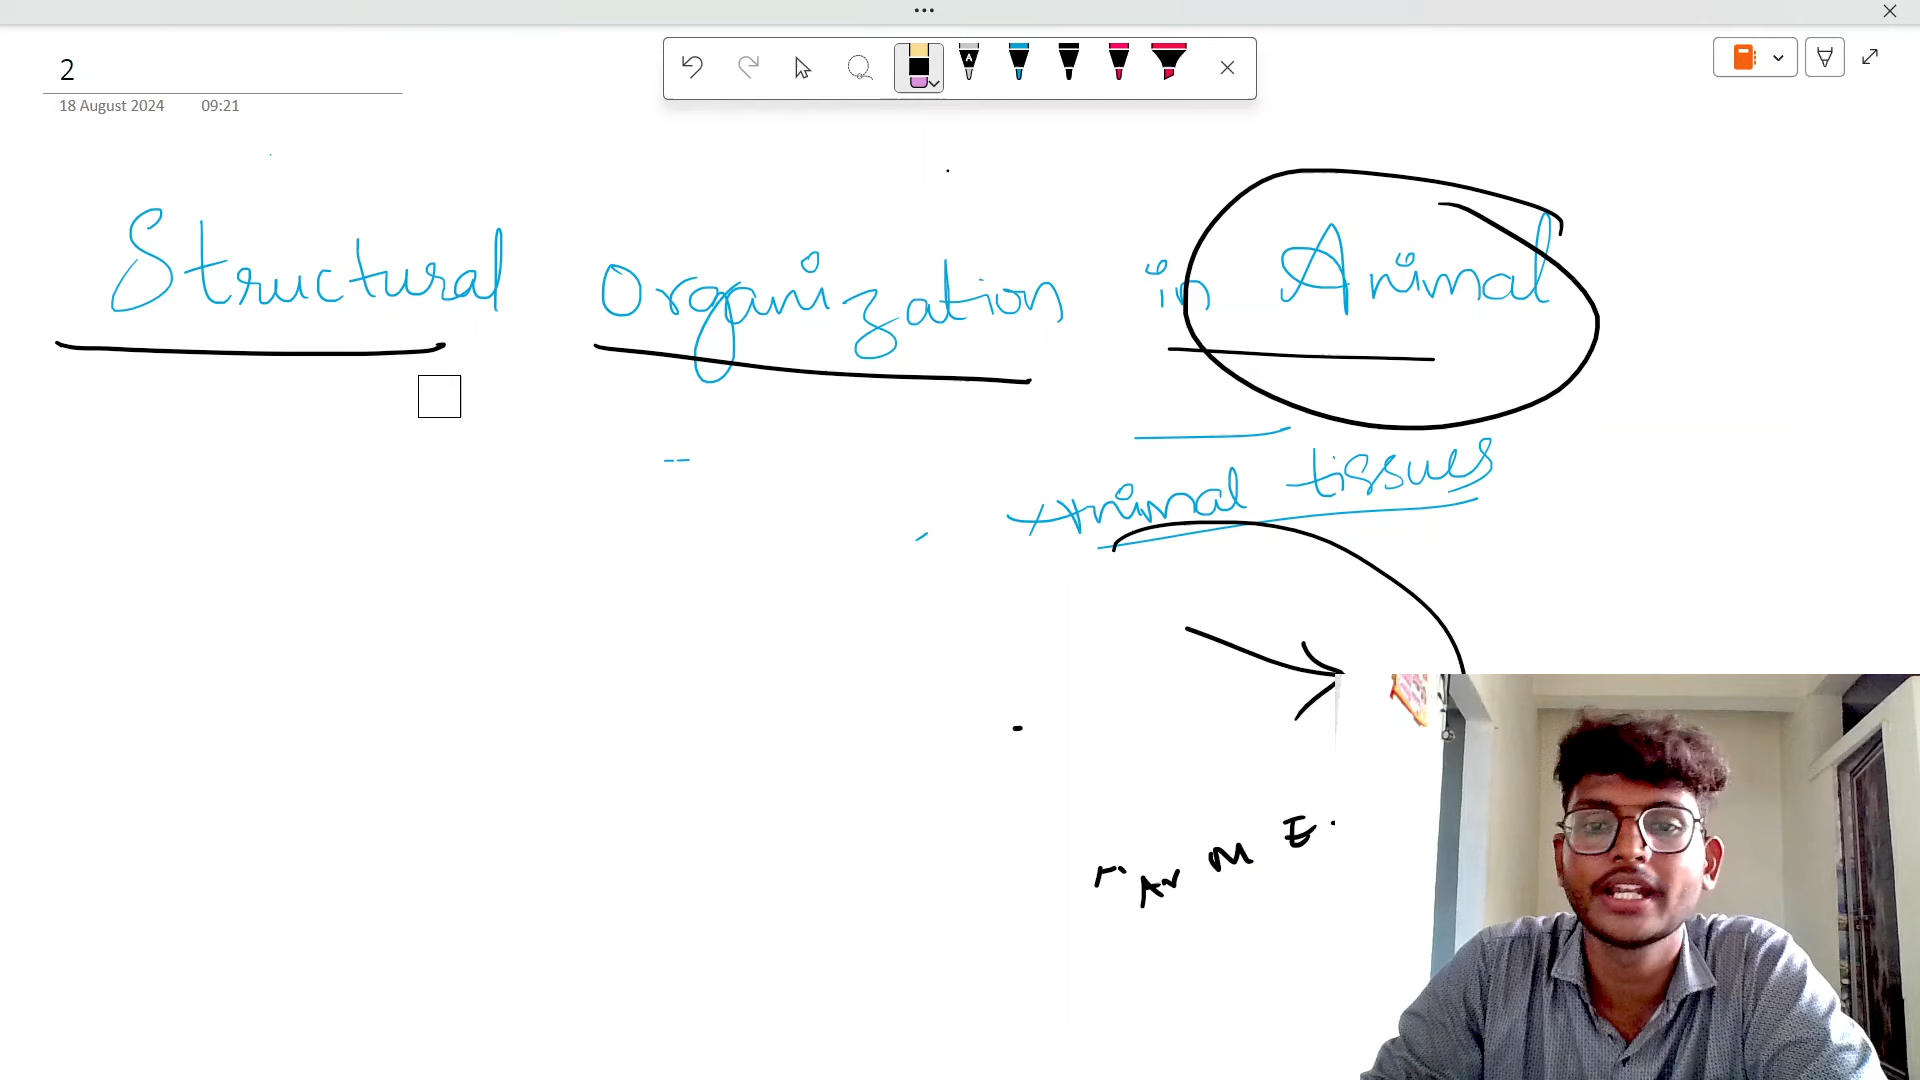 2
18 August 2024 09:21
Structural Organization in Animal
Animal tissues
M E.